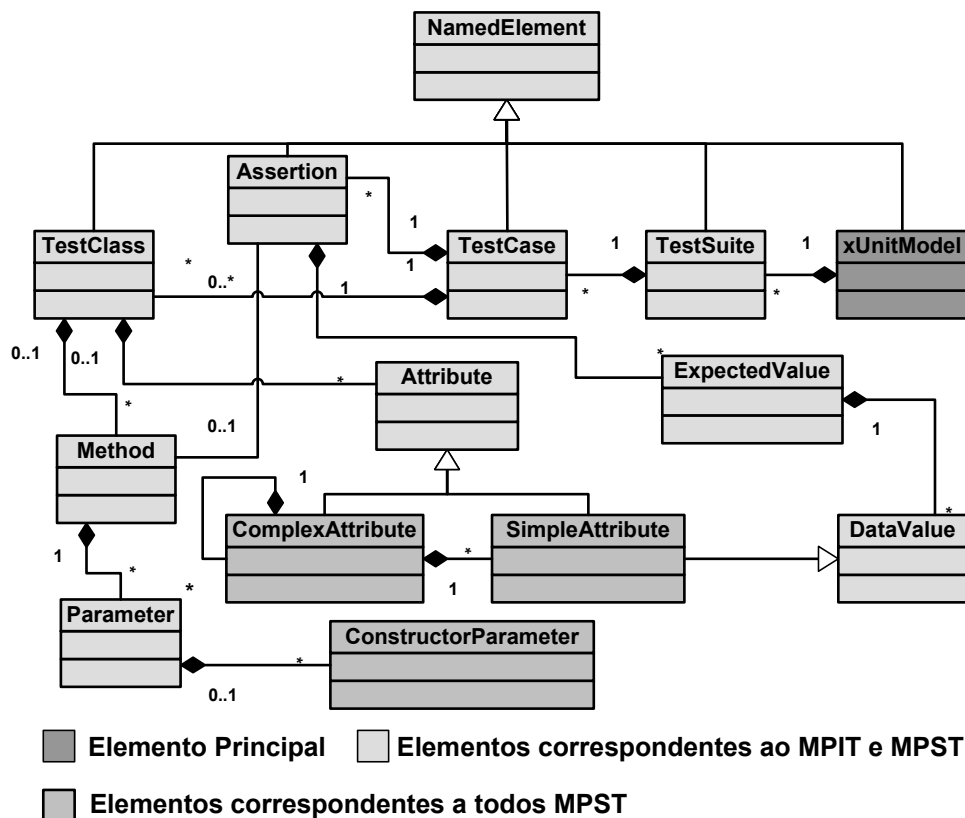 NamedElement
Assertion
*
1
TestClass
TestCase
TestSuite
xUnitModel
*
1
1
1
0..*
1
*
*
0..1
0..1
*
Attribute
*
ExpectedValue
*
0..1
1
Method
1
ComplexAttribute
SimpleAttribute
DataValue
*
*
1
1
*
*
Parameter
ConstructorParameter
*
0..1
Elemento Principal
Elementos correspondentes ao MPIT e MPST
Elementos correspondentes a todos MPST